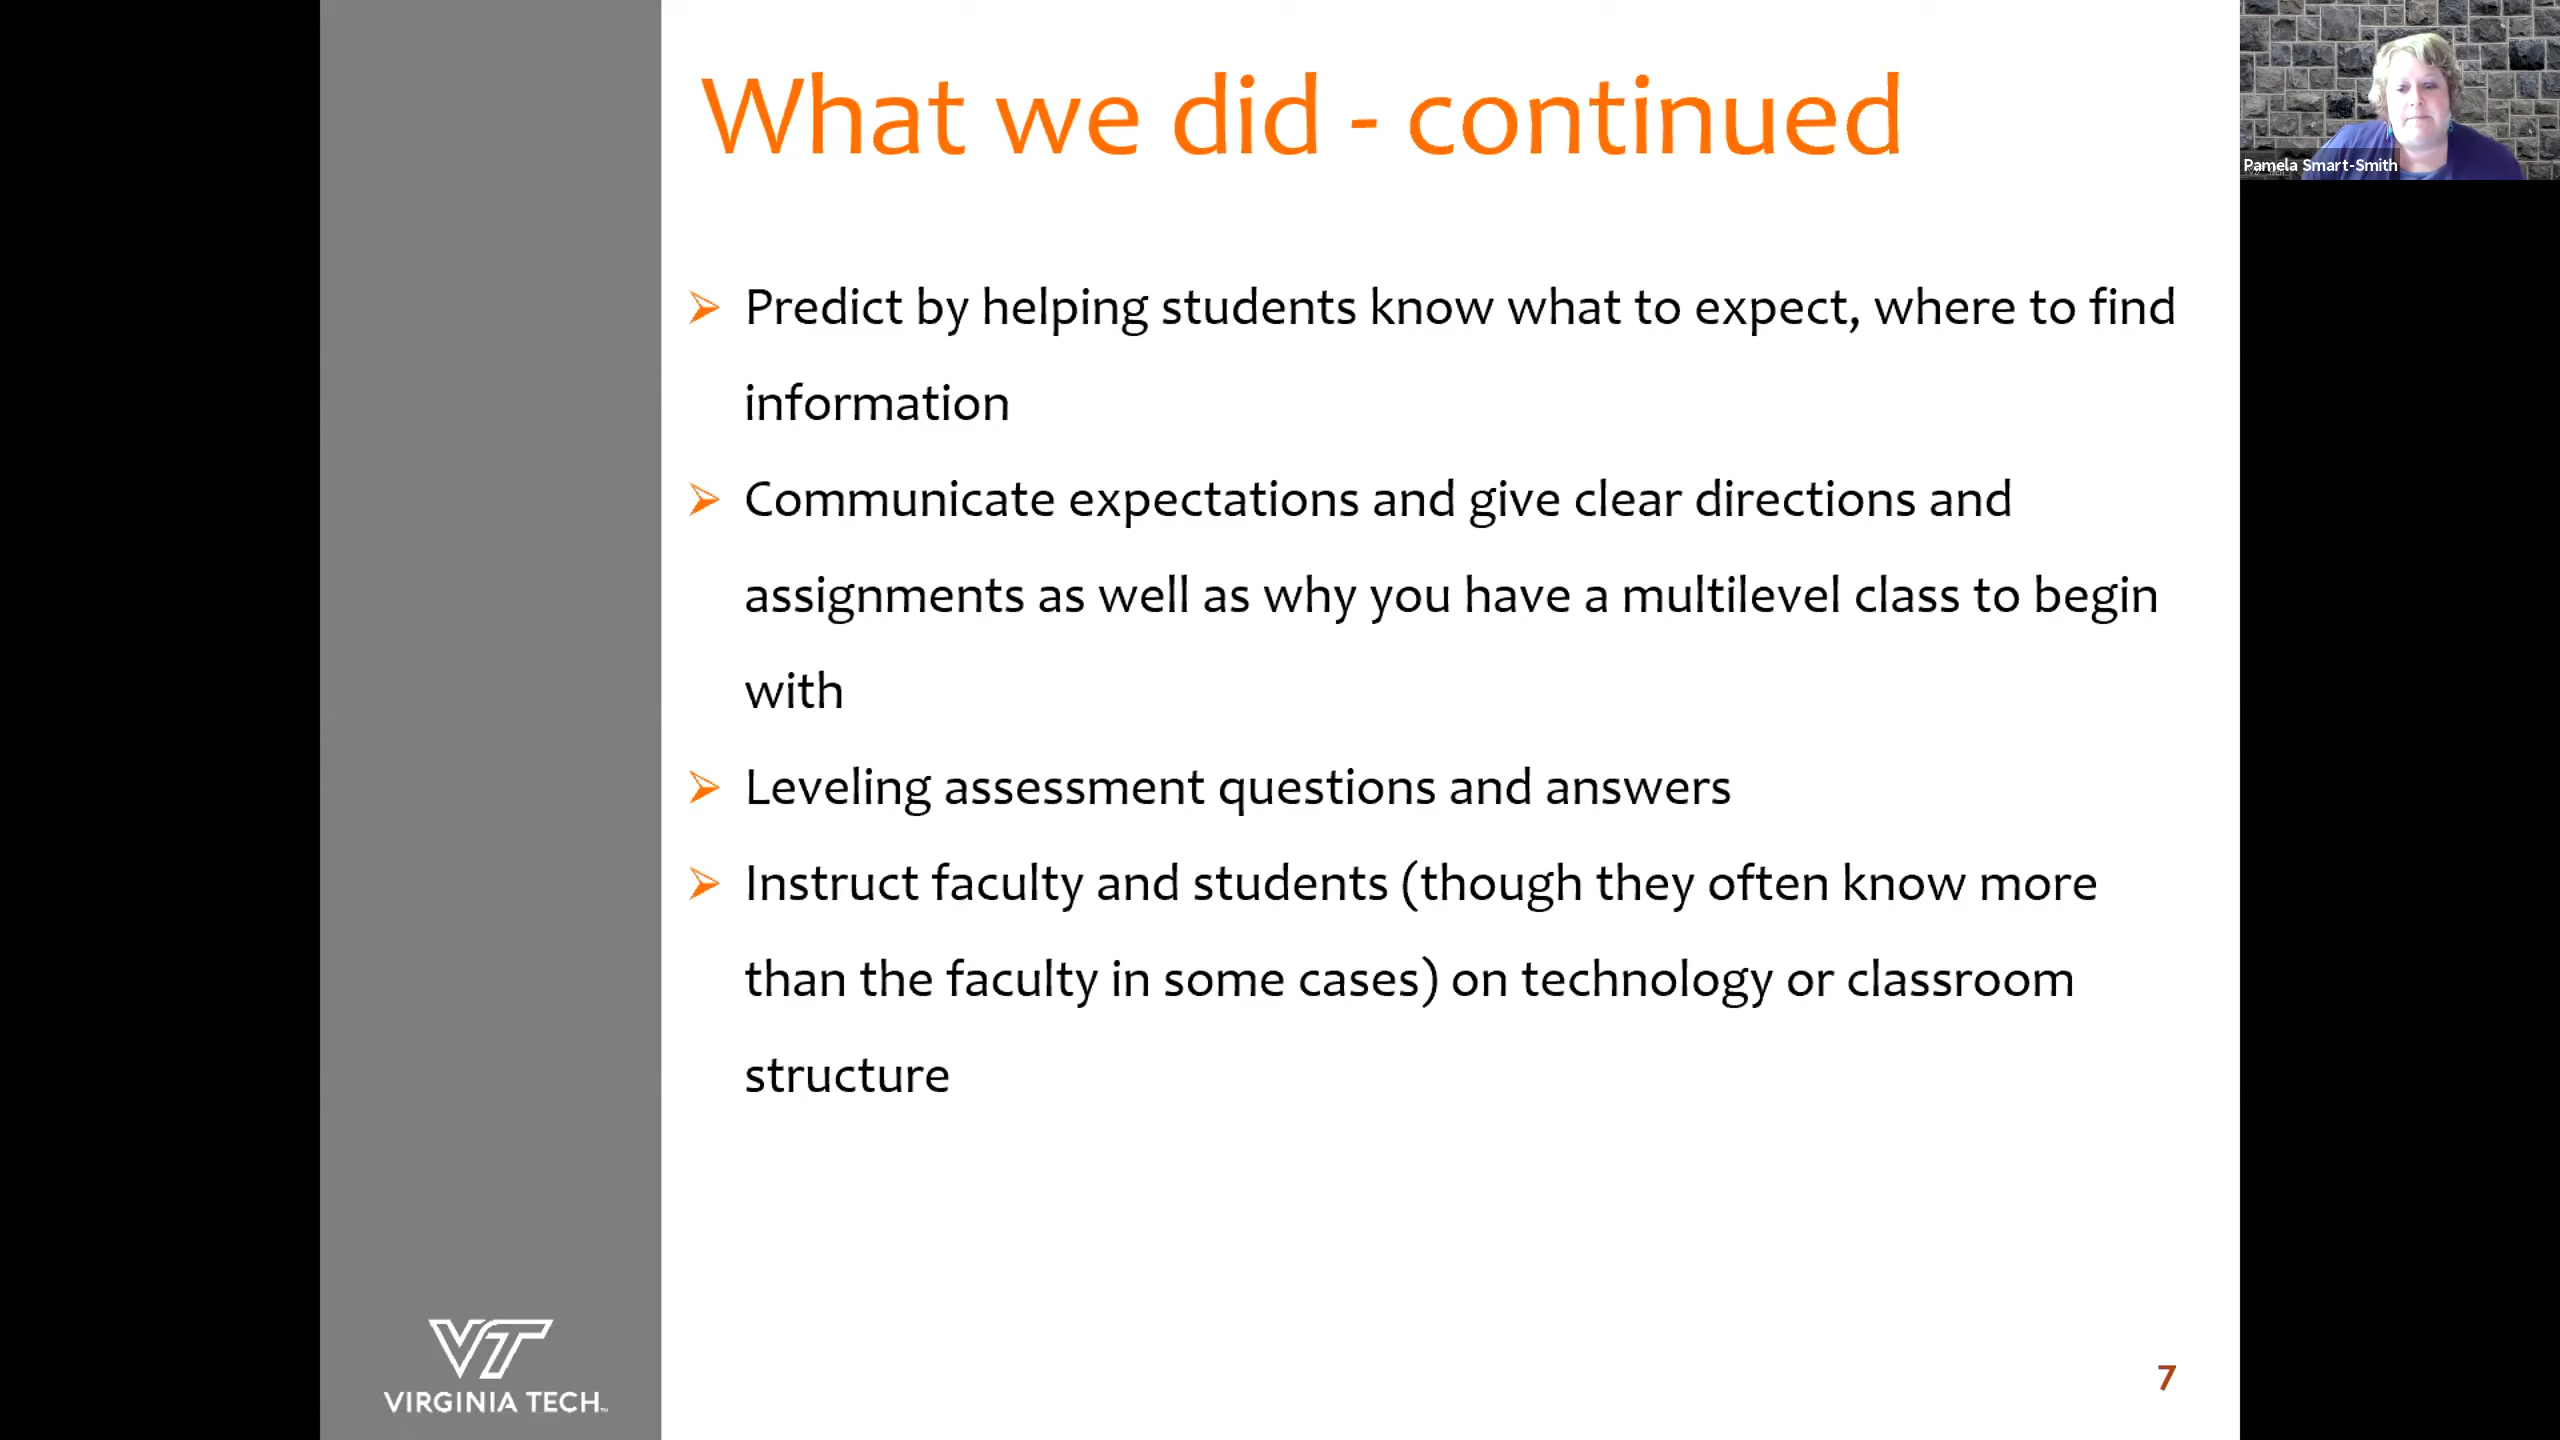 What we did - continued
Pamela Smart-Smith
➢ Predict by helping students know what to expect, where to find
information
➢ Communicate expectations and give clear directions and
assignments as well as why you have a multilevel class to begin
with
➢ Leveling assessment questions and answers
➢ Instruct faculty and students (though they often know more
than the faculty in some cases) on technology or classroom
structure
VT
VIRGINIA TECH™
7